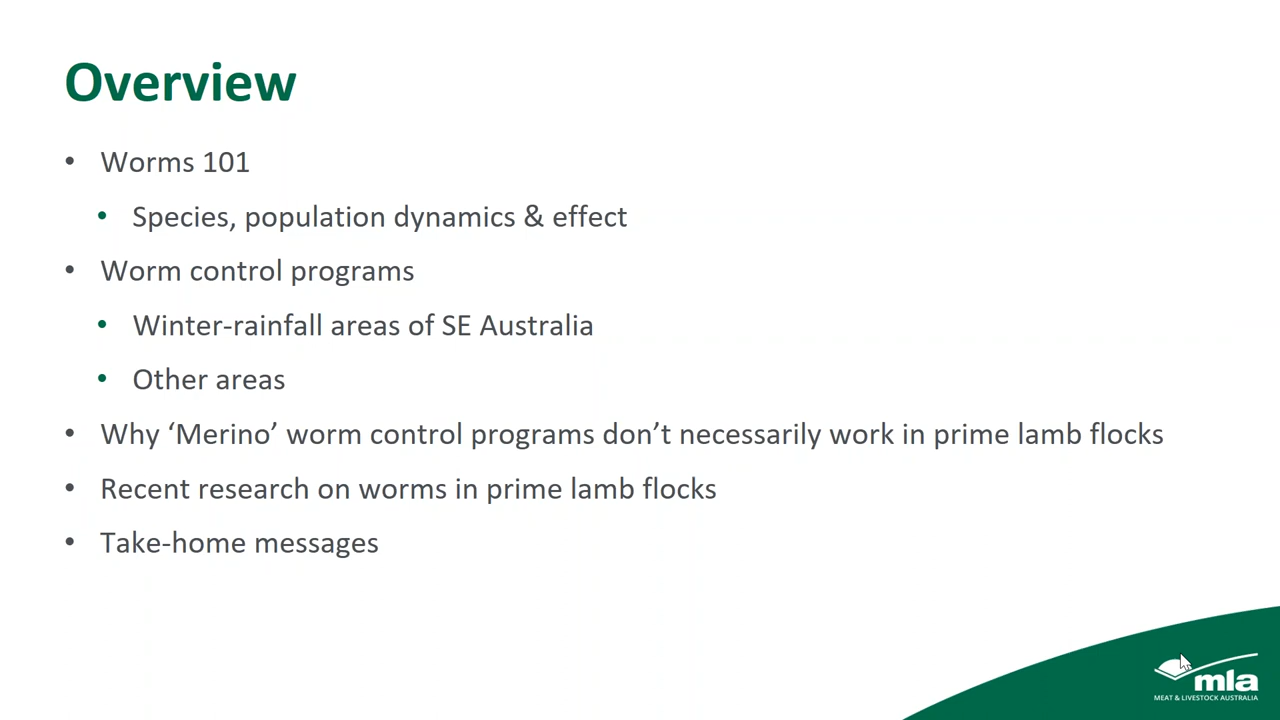 Overview
• Worms 101
• Species, population dynamics & effect
• Worm control programs
• Winter-rainfall areas of SE Australia
• Other areas
• Why ‘Merino’ worm control programs don’t necessarily work in prime lamb flocks
• Recent research on worms in prime lamb flocks
• Take-home messages
mla
MEAT & LIVESTOCK AUSTRALIA